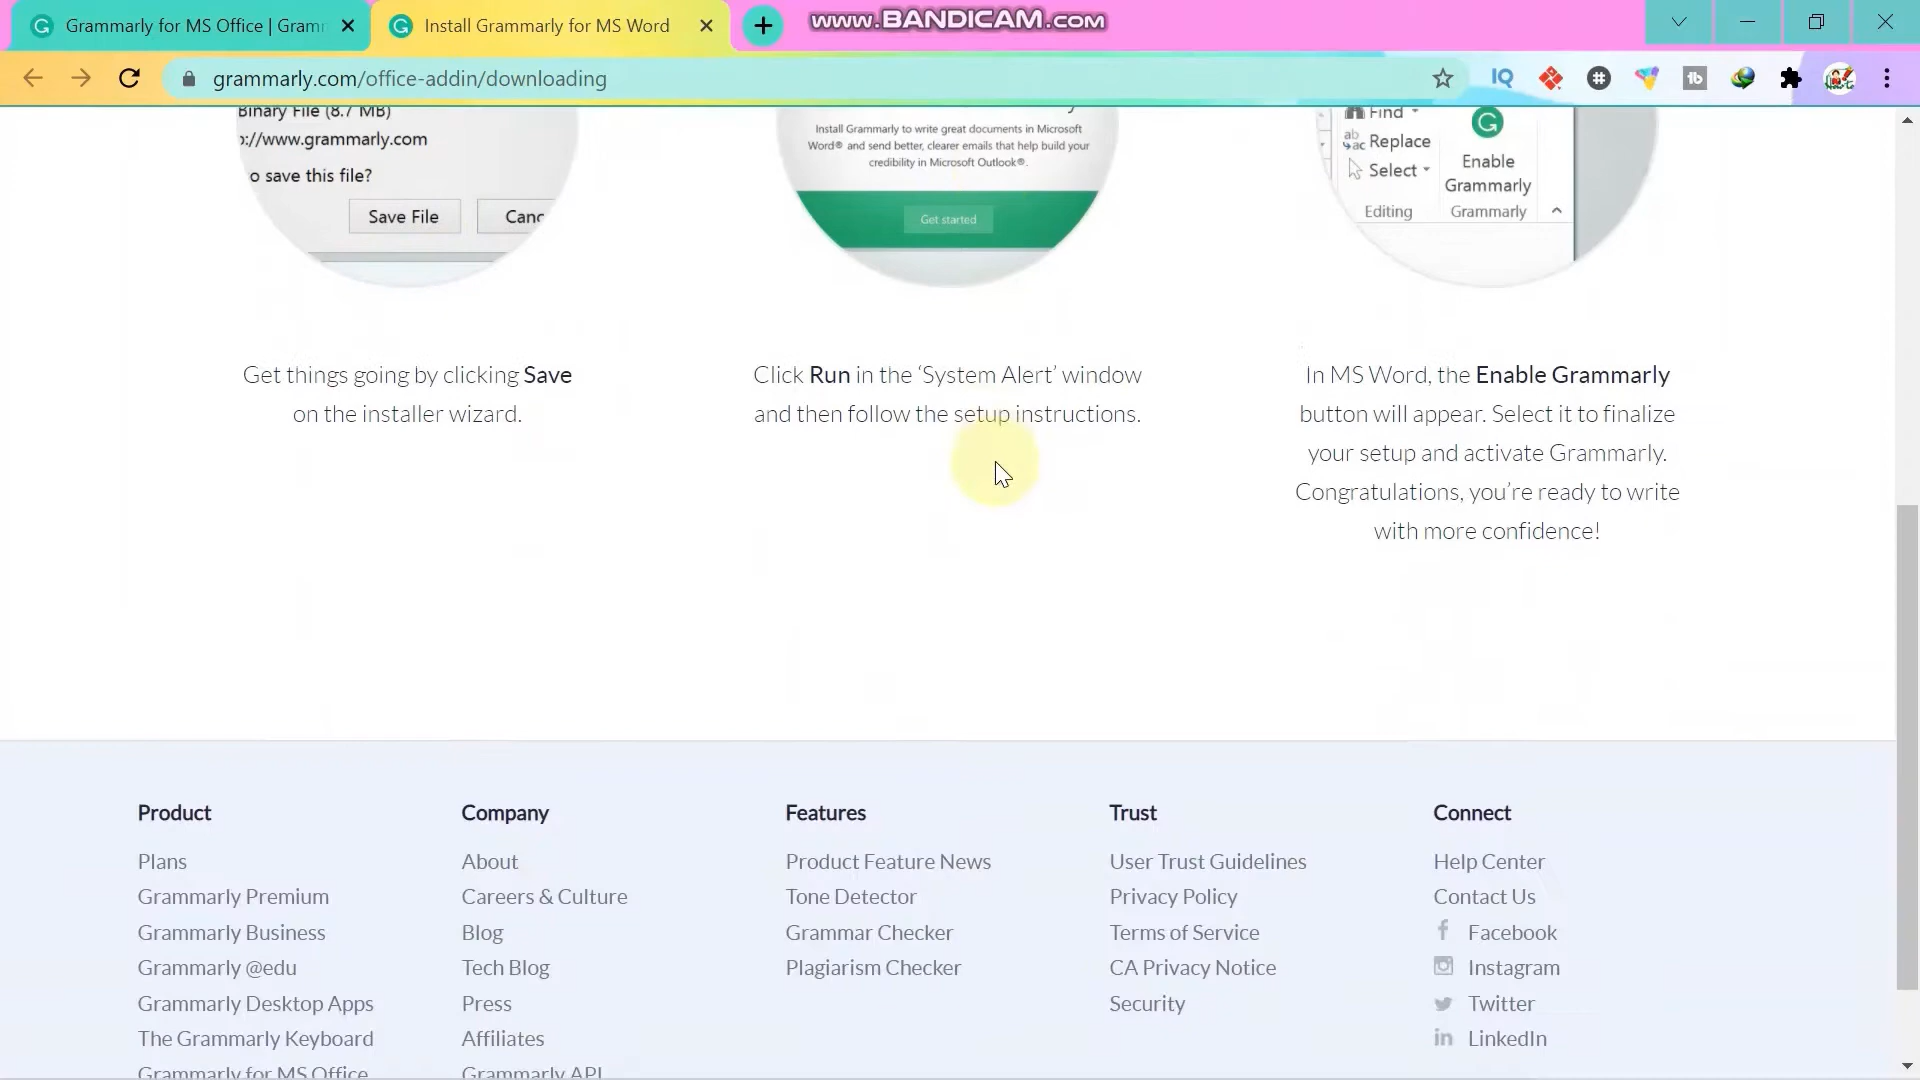 Grammarly for MS Office | Gramm
Install Grammarly for MS Word
www.BANDICAM.com
grammarly.com/office-addin/downloading
Binary File (8.7 MB)
://www.grammarly.com
o save this file?
Save File
Canc
Install Grammarly to write great documents in Microsoft
Word® and send better, clearer emails that help build your
credibility in Microsoft Outlook®.
Get started
Find
Replace
Select
Editing
Enable
Grammarly
Grammarly
Get things going by clicking Save
on the installer wizard.
Click Run in the ‘System Alert’ window
and then follow the setup instructions.
In MS Word, the Enable Grammarly
button will appear. Select it to finalize
your setup and activate Grammarly.
Congratulations, you’re ready to write
with more confidence!
Product
Plans
Grammarly Premium
Grammarly Business
Grammarly @edu
Grammarly Desktop Apps
The Grammarly Keyboard
Grammarly for MS Office
Company
About
Careers & Culture
Blog
Tech Blog
Press
Affiliates
Grammarly API
Features
Product Feature News
Tone Detector
Grammar Checker
Plagiarism Checker
Trust
User Trust Guidelines
Privacy Policy
Terms of Service
CA Privacy Notice
Security
Connect
Help Center
Contact Us
Facebook
Instagram
Twitter
LinkedIn